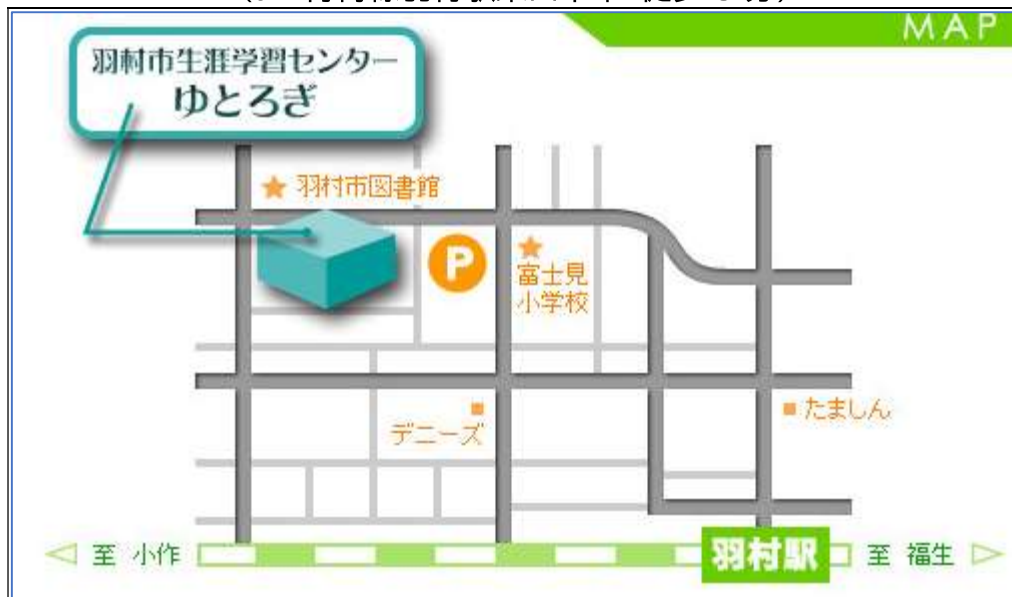 MAP
羽村市生涯学習センター
ゆとろぎ
羽村市図書館
P
富士見
小学校
たましん
デニーズ
至 小作
羽村駅
至 福生